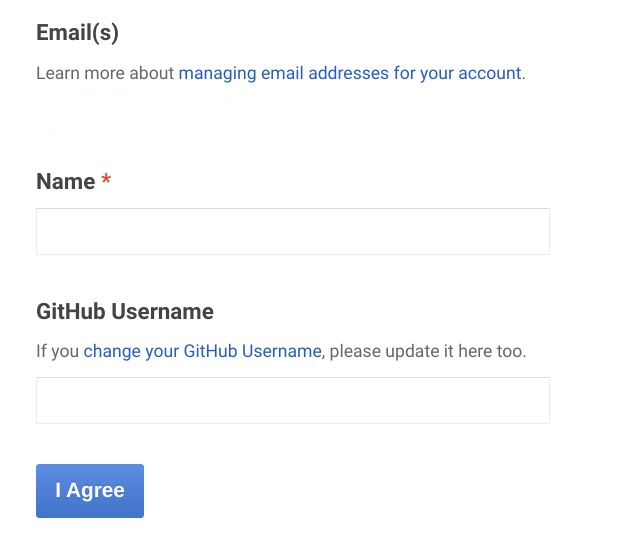 Email(s)
Learn more about managing email addresses for your account.
Name *
GitHub Username
If you change your GitHub Username, please update it here too.
I Agree